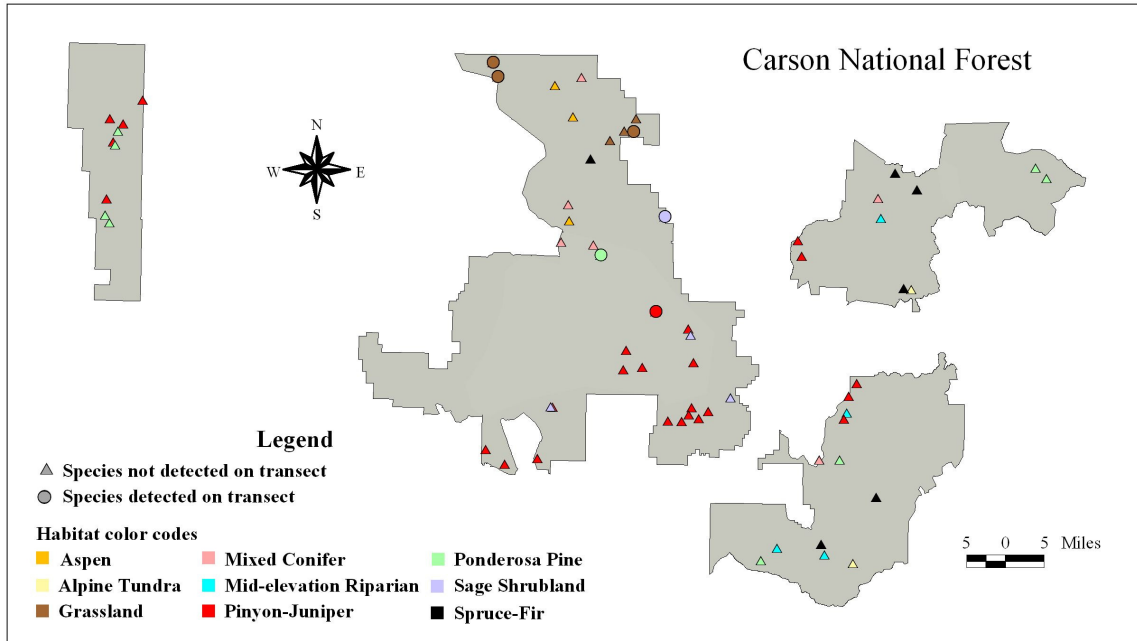 Carson National Forest
N
W E
S
Legend
Species not detected on transect
Species detected on transect
Habitat color codes
Aspen Mixed Conifer Ponderosa Pine
Alpine Tundra Mid-elevation Riparian Sage Shrubland
Grassland Pinyon-Juniper Spruce-Fir
5 0 5 Miles